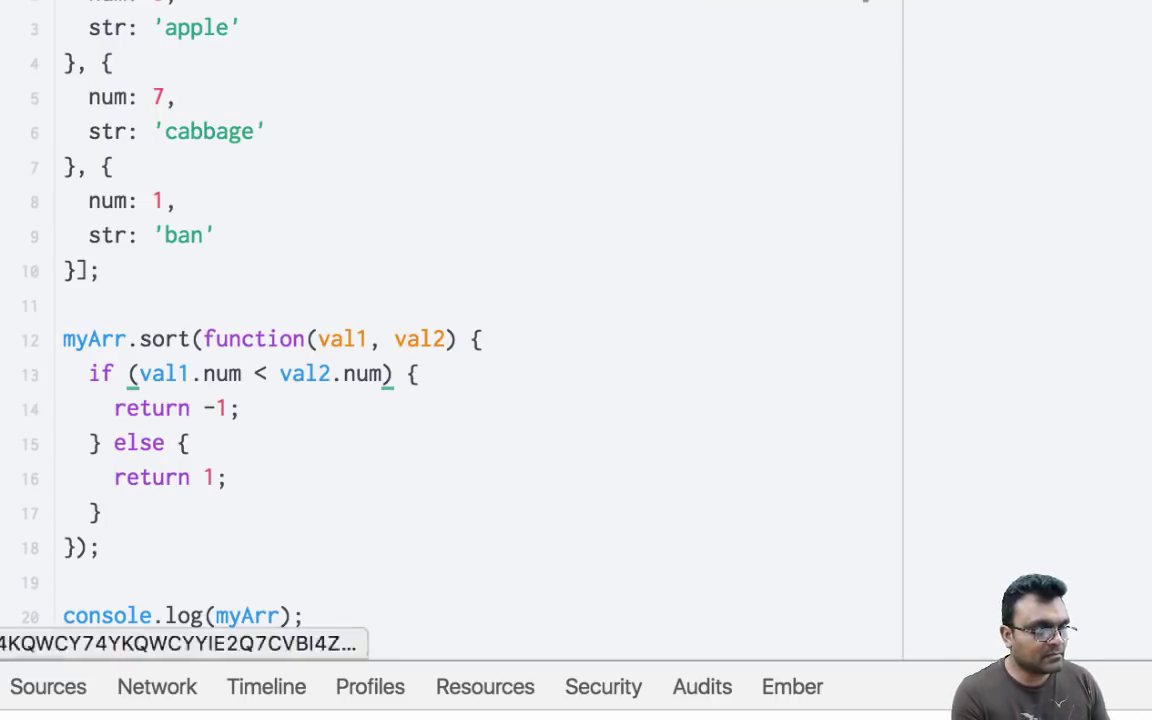 3 str: 'apple'
4 }, {
5 num: 7,
6 str: 'cabbage'
7 }, {
8 num: 1,
9 str: 'ban'
10 }];
11
12 myArr.sort(function(val1, val2) {
13 if (val1.num < val2.num) {
14 return -1;
15 } else {
16 return 1;
17 }
18 });
19
20 console.log(myArr);
4KQWCY74YKQWCYYIE2Q7CVBI4Z...
Sources Network Timeline Profiles Resources Security Audits Ember